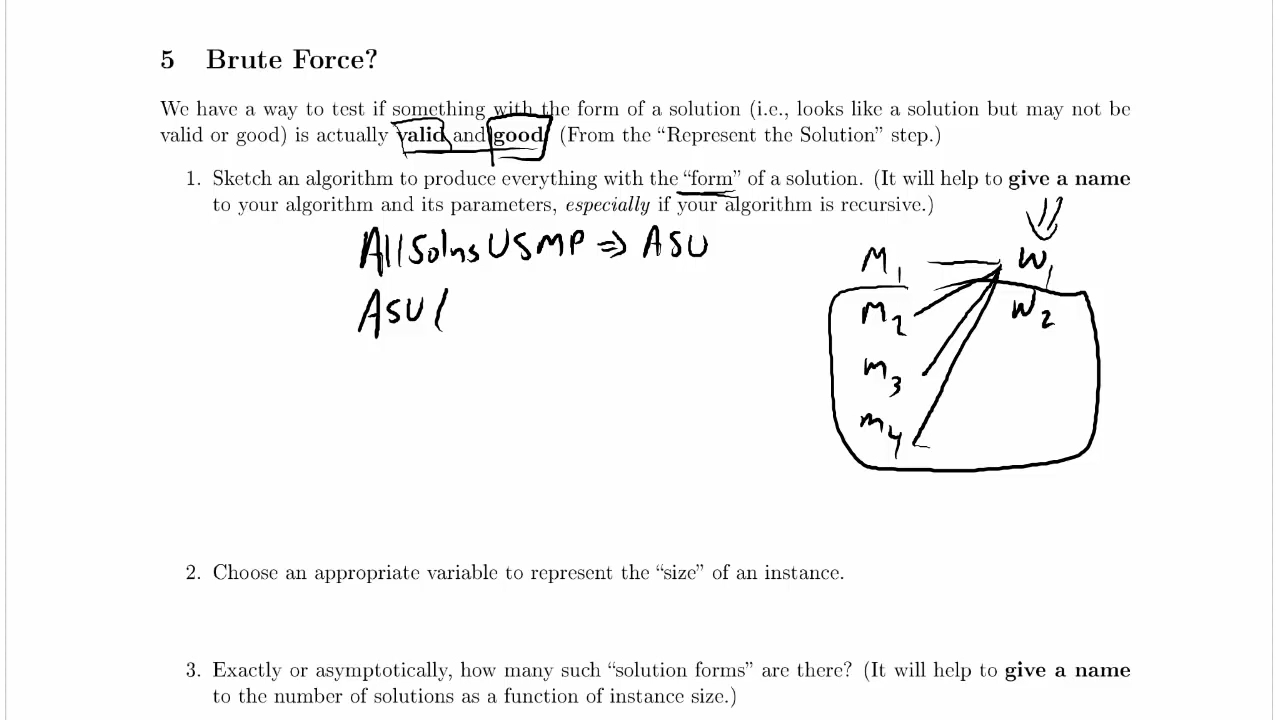 5 Brute Force?
We have a way to test if something with the form of a solution (i.e., looks like a solution but may not be
valid or good) is actually valid and good. (From the “Represent the Solution” step.)
1. Sketch an algorithm to produce everything with the “form” of a solution. (It will help to give a name
to your algorithm and its parameters, especially if your algorithm is recursive.)
AllSolnsUSMP ⇒ ASU
ASU(
M1 W1
M2 W2
M3
M4
2. Choose an appropriate variable to represent the “size” of an instance.
3. Exactly or asymptotically, how many such “solution forms” are there? (It will help to give a name
to the number of solutions as a function of instance size.)